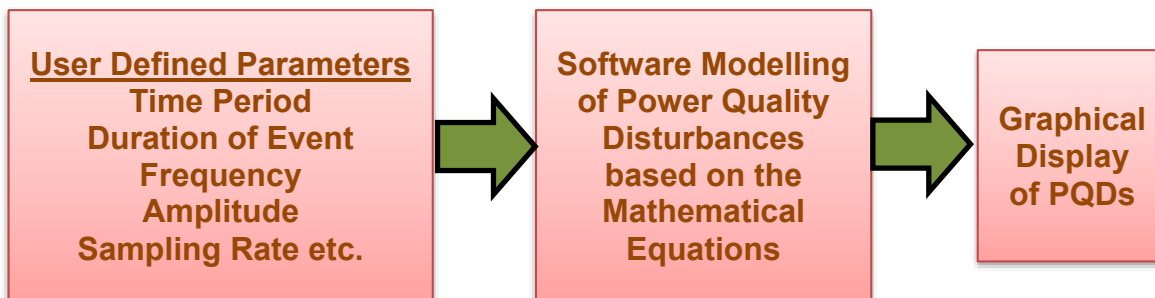 User Defined Parameters
Time Period
Duration of Event
Frequency
Amplitude
Sampling Rate etc.
Software Modelling
of Power Quality
Disturbances
based on the
Mathematical
Equations
Graphical
Display
of PQDs